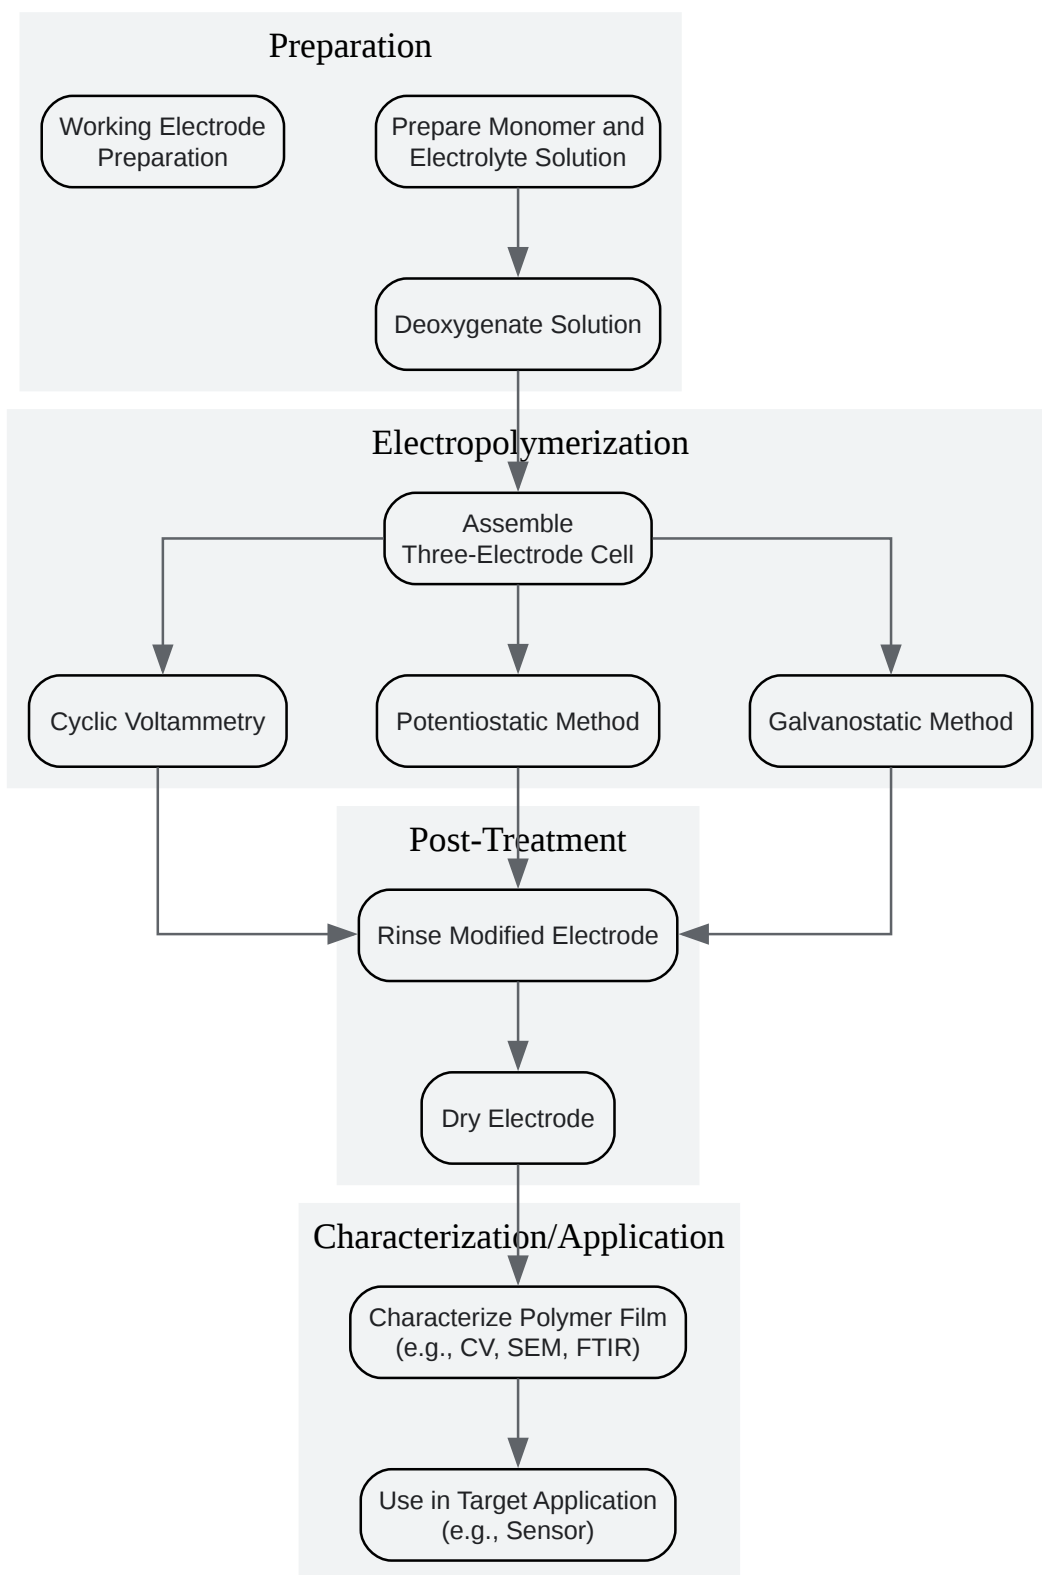 Preparation
Working Electrode
Preparation
Prepare Monomer and
Electrolyte Solution
Deoxygenate Solution
Electropolymerization
Assemble
Three-Electrode Cell
Cyclic Voltammetry
Potentiostatic Method
Galvanostatic Method
Post-Treatment
Rinse Modified Electrode
Dry Electrode
Characterization/Application
Characterize Polymer Film
(e.g., CV, SEM, FTIR)
Use in Target Application
(e.g., Sensor)